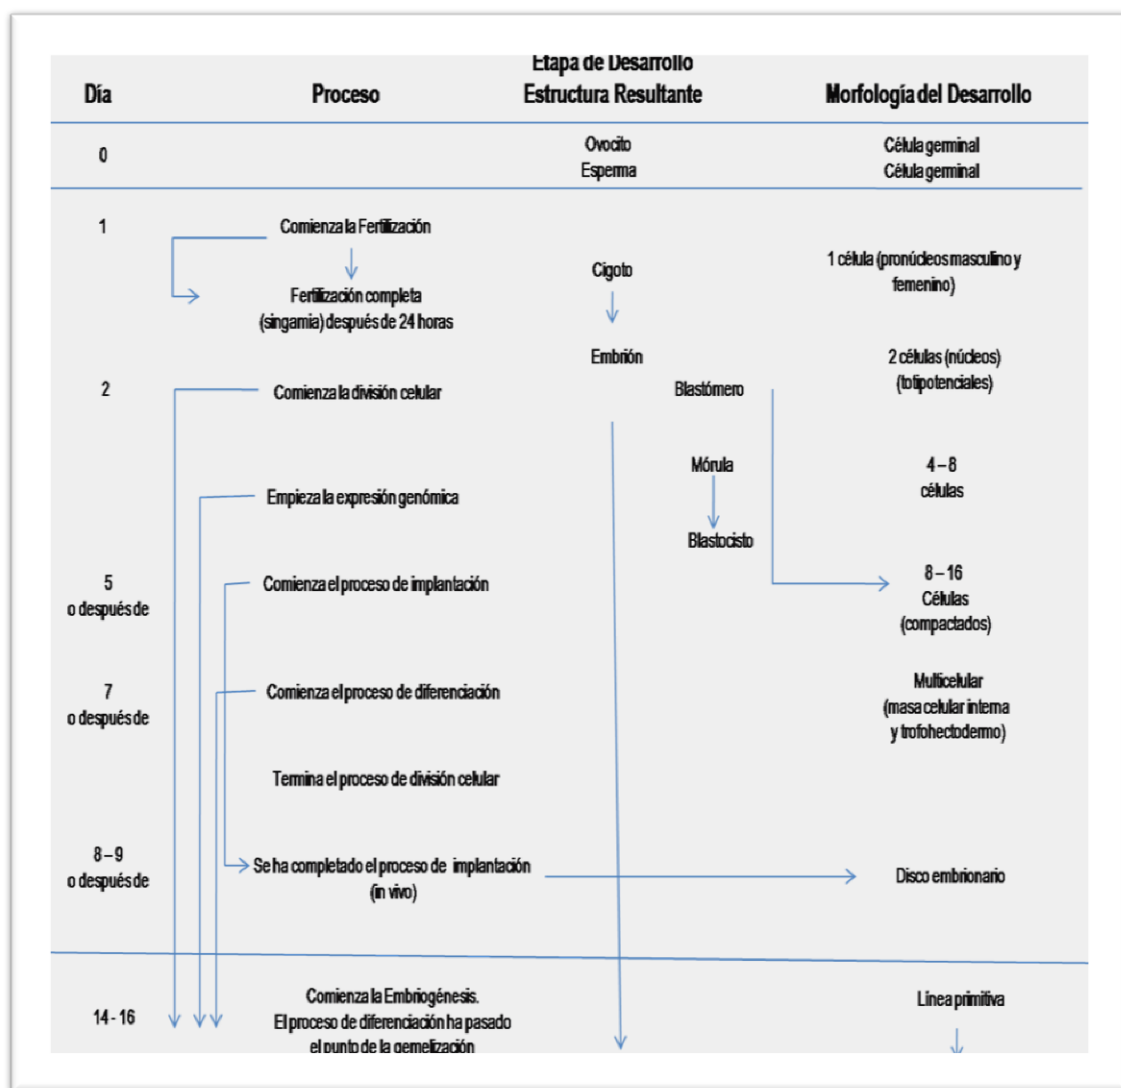 Etapa de Desarrollo
Día Proceso Estructura Resultante Morfología del Desarrollo
0
Ovocito
Esperma
Célula germinal
Célula germinal
1
Comienza la Fertilización
Fertilización completa
(singamia) después de 24 horas
Cigoto
1 célula (pronúcleos masculino y
femenino)
Embrión
2 células (núcleos)
(totipotenciales)
2
Comienza la división celular
Blastómero
Mórula
4 – 8
células
Empieza la expresión genómica
Blastocisto
5
o después de
Comienza el proceso de implantación
8 – 16
Células
(compactados)
7
o después de
Comienza el proceso de diferenciación
Multicelular
(masa celular interna
y trofohectodermo)
Termina el proceso de división celular
8 – 9
o después de
Se ha completado el proceso de implantación
(in vivo)
Disco embrionario
14 - 16
Comienza la Embriogénesis.
El proceso de diferenciación ha pasado
el punto de la gemelización
Línea primitiva